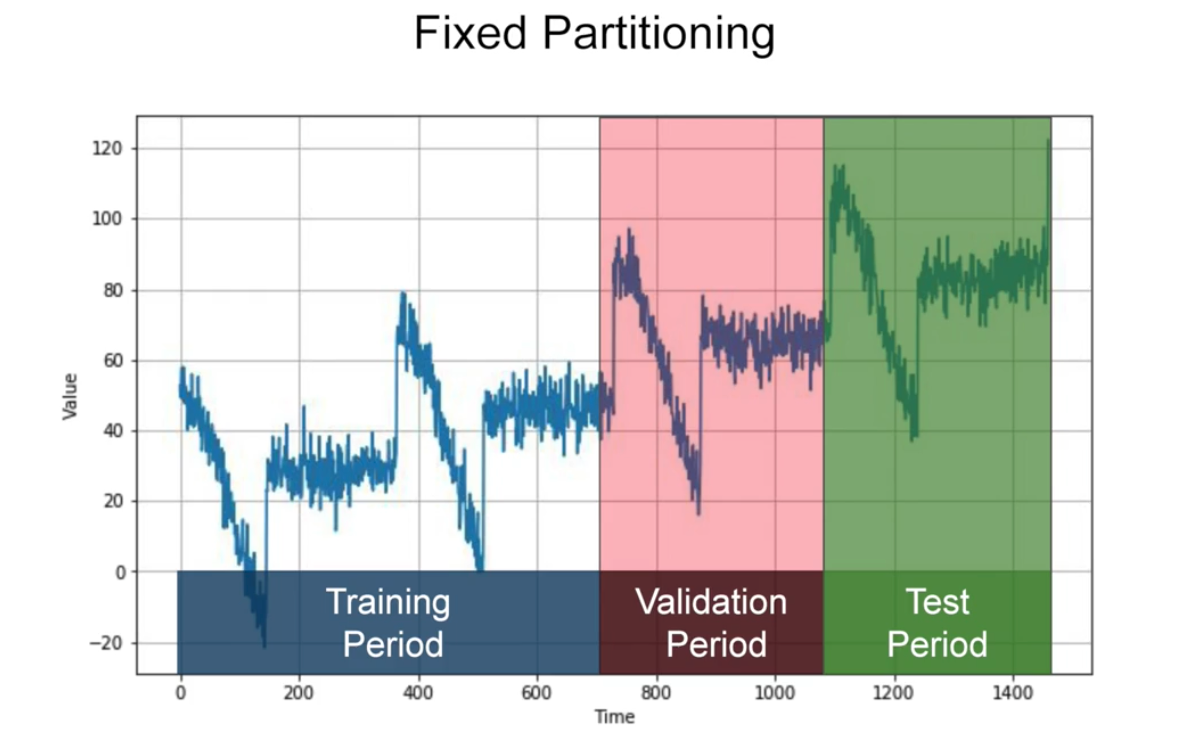 Fixed Partitioning
120
100
80
60
40
20
0
−20
Value
Training
Period
Validation
Period
Test
Period
0 200 400 600 800 1000 1200 1400
Time